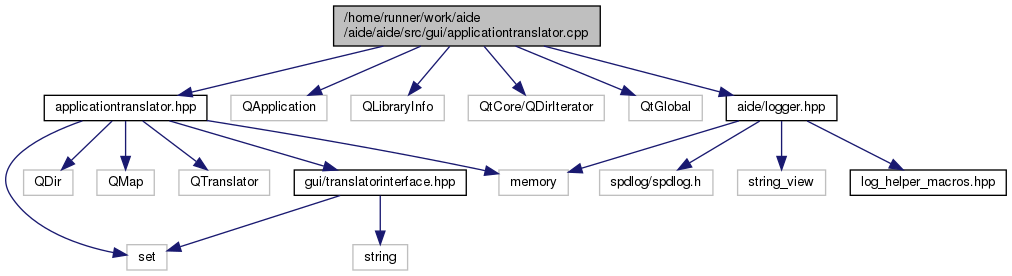 /home/runner/work/aide
/aide/aide/src/gui/applicationtranslator.cpp
applicationtranslator.hpp
QApplication
QLibraryInfo
QtCore/QDirIterator
QtGlobal
aide/logger.hpp
QDir
QMap
QTranslator
gui/translatorinterface.hpp
memory
spdlog/spdlog.h
string_view
log_helper_macros.hpp
set
string